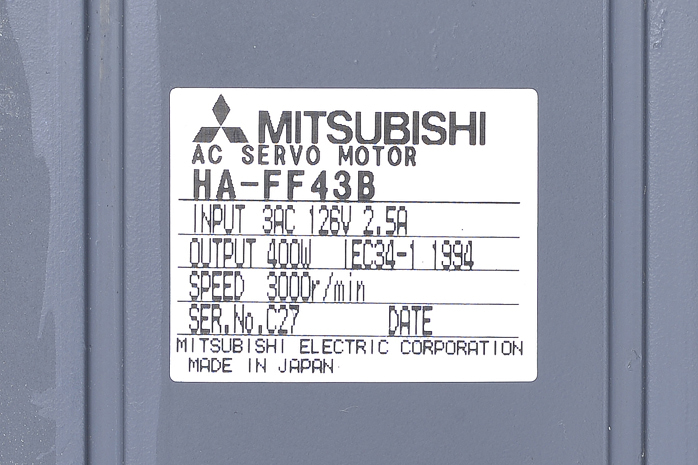 MITSUBISHI
AC SERVO MOTOR
HA-FF43B
INPUT 3AC 126V 2.5A
OUTPUT 400W IEC34-1 1994
SPEED 3000r/min
SER.No.C27 DATE
MITSUBISHI ELECTRIC CORPORATION
MADE IN JAPAN